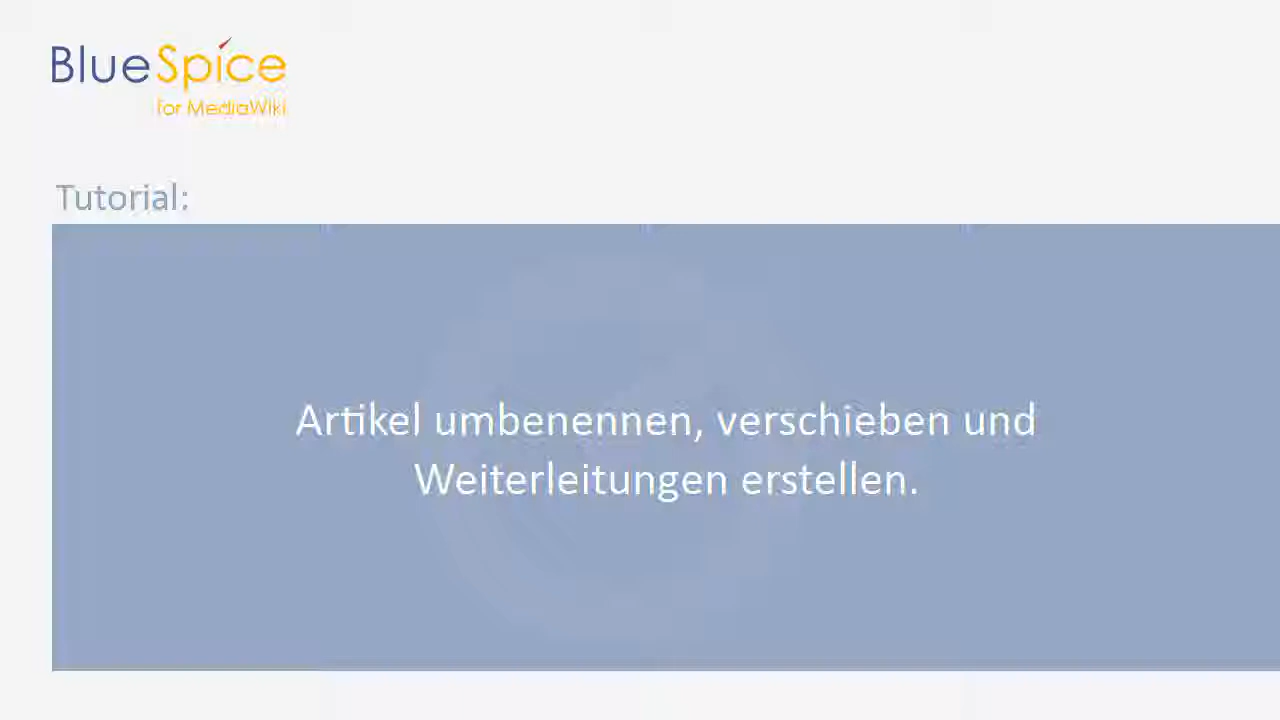 BlueSpice
for MediaWiki
Tutorial:
Artikel umbenennen, verschieben und
Weiterleitungen erstellen.